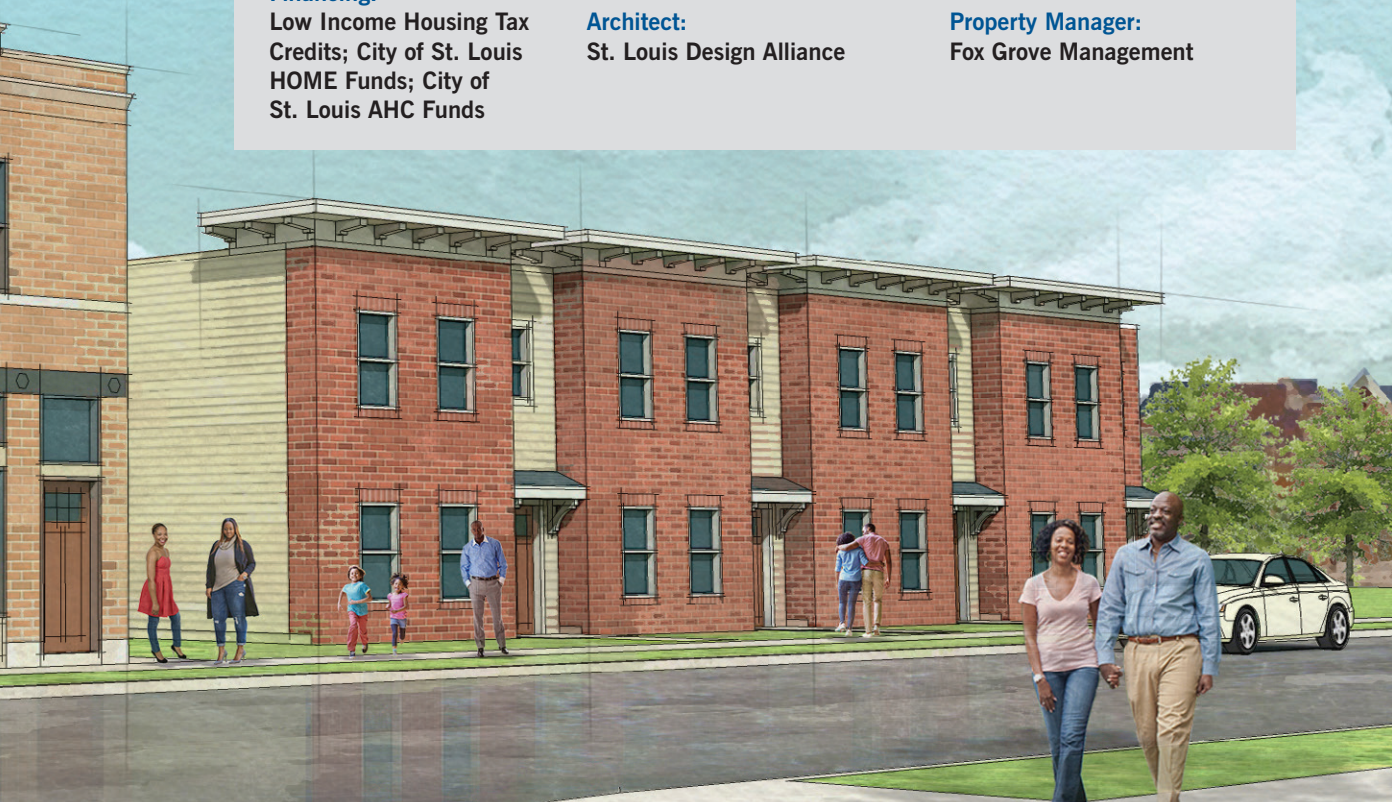 Financing:
Low Income Housing Tax
Credits; City of St. Louis
HOME Funds; City of
St. Louis AHC Funds
Architect:
St. Louis Design Alliance
Property Manager:
Fox Grove Management